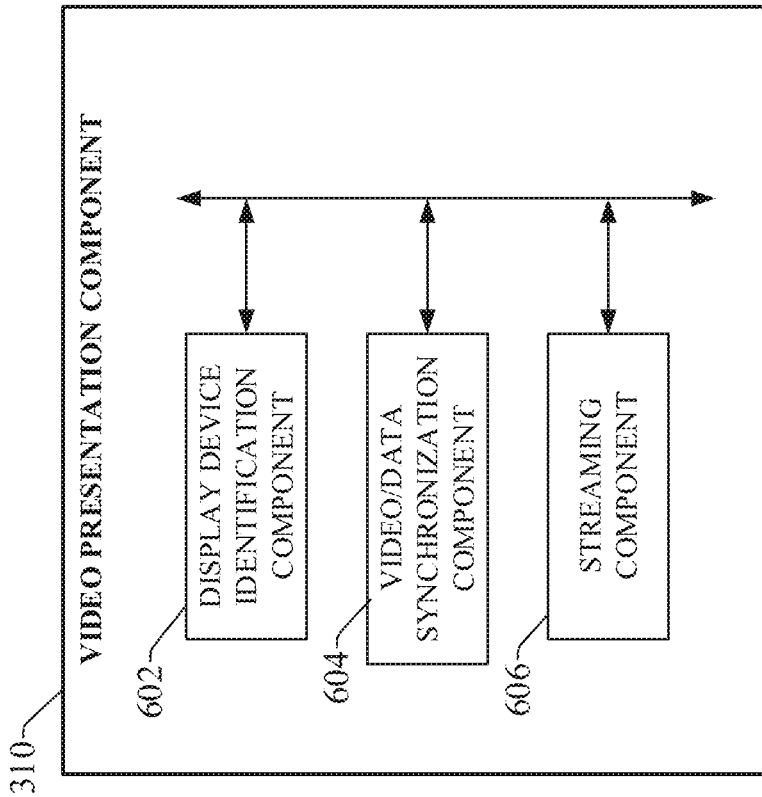 310
VIDEO PRESENTATION COMPONENT
602
DISPLAY DEVICE
IDENTIFICATION
COMPONENT
604
VIDEO/DATA
SYNCHRONIZATION
COMPONENT
606
STREAMING
COMPONENT